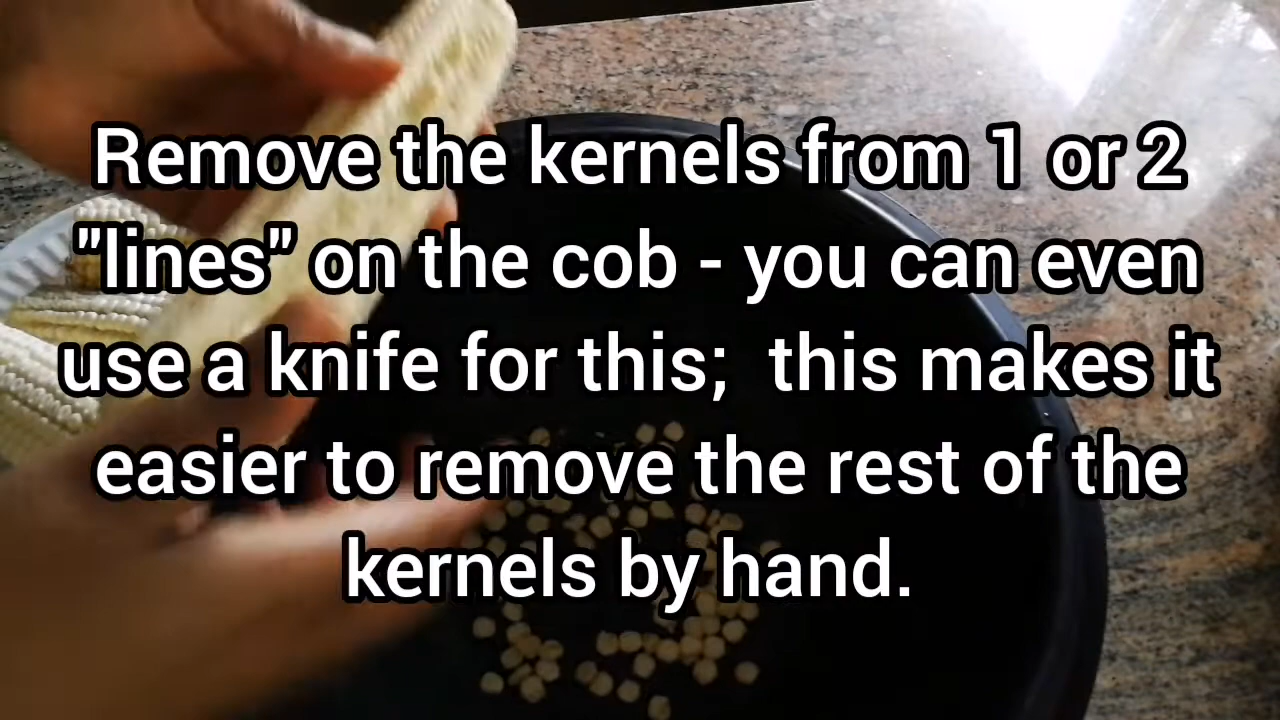 Remove the kernels from 1 or 2
"lines" on the cob - you can even
use a knife for this;  this makes it
easier to remove the rest of the
kernels by hand.